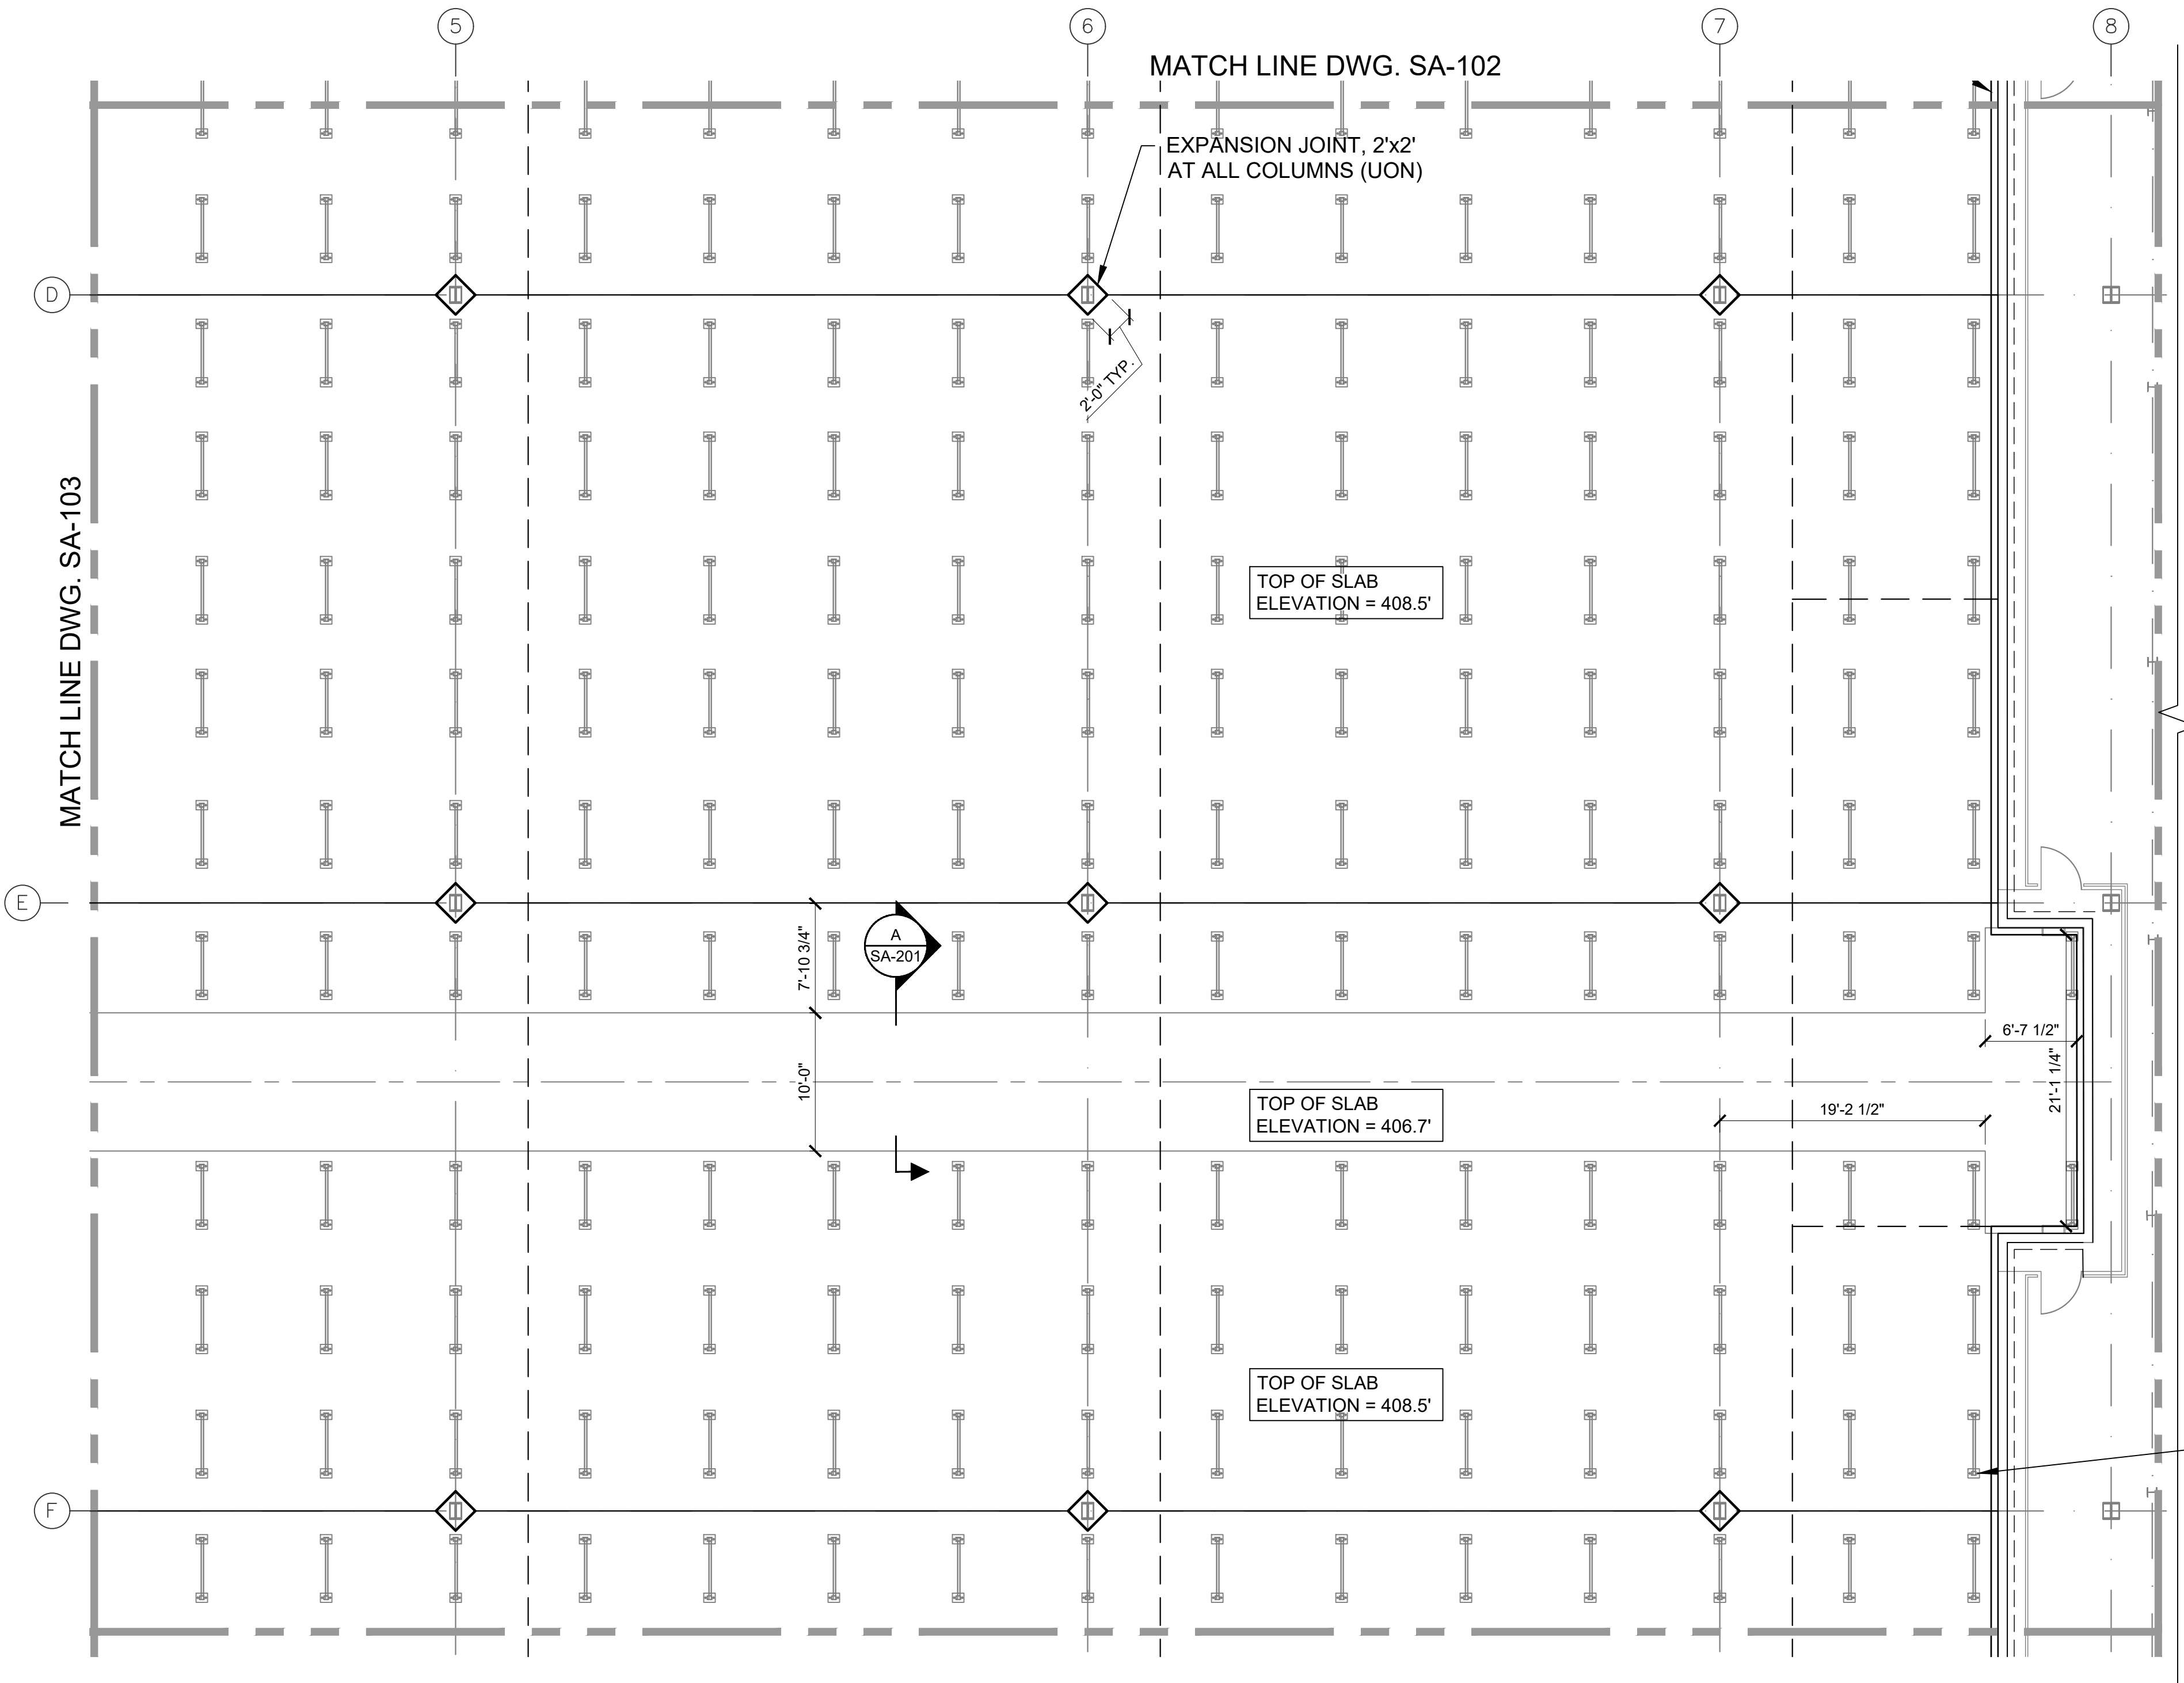 5
6
7
8
MATCH LINE DWG. SA-102
EXPANSION JOINT, 2'x2'
AT ALL COLUMNS (UON)
D
2'-0" TYP.
MATCH LINE DWG. SA-103
TOP OF SLAB
ELEVATION = 408.5'
E
7'-10 3/4"
A
SA-201
6'-7 1/2"
10'-0"
21'-1 1/4"
TOP OF SLAB
ELEVATION = 406.7'
19'-2 1/2"
TOP OF SLAB
ELEVATION = 408.5'
F